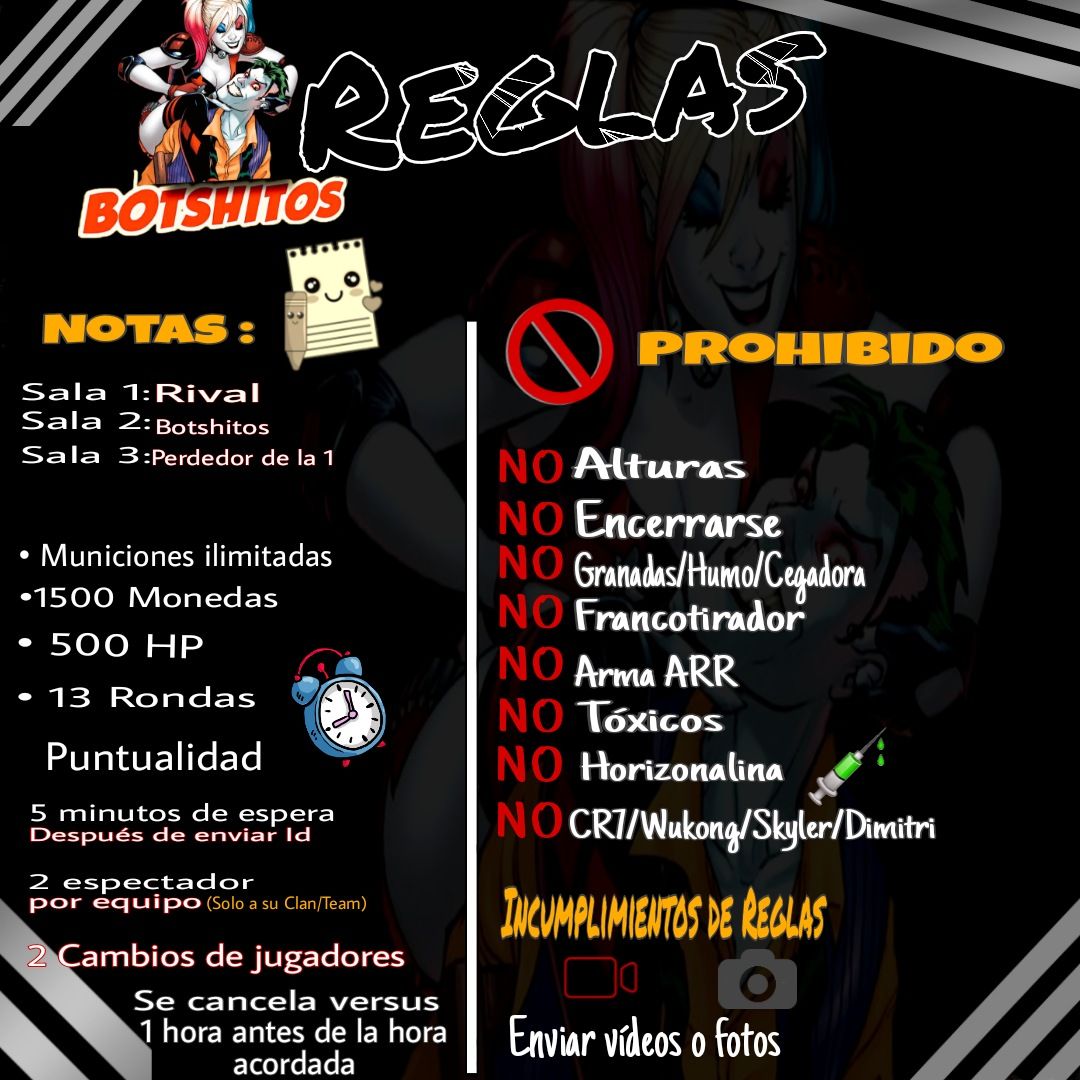 REGLAS
BOTSHITOS
NOTAS :
Sala 1:Rival
Sala 2:Botshitos
Sala 3:Perdedor de la 1
• Municiones ilimitadas
•1500 Monedas
• 500 HP
• 13 Rondas
Puntualidad
5 minutos de espera
Después de enviar Id
2 espectador
por equipo (Solo a su Clan/Team)
2 Cambios de jugadores
Se cancela versus
1 hora antes de la hora
acordada
PROHIBIDO
NO Alturas
NO Encerrarse
NO Granadas/Humo/Cegadora
NO Francotirador
NO Arma ARR
NO Tóxicos
NO Horizonalina
NO CR7/Wukong/Skyler/Dimitri
Incumplimientos de Reglas
Enviar vídeos o fotos